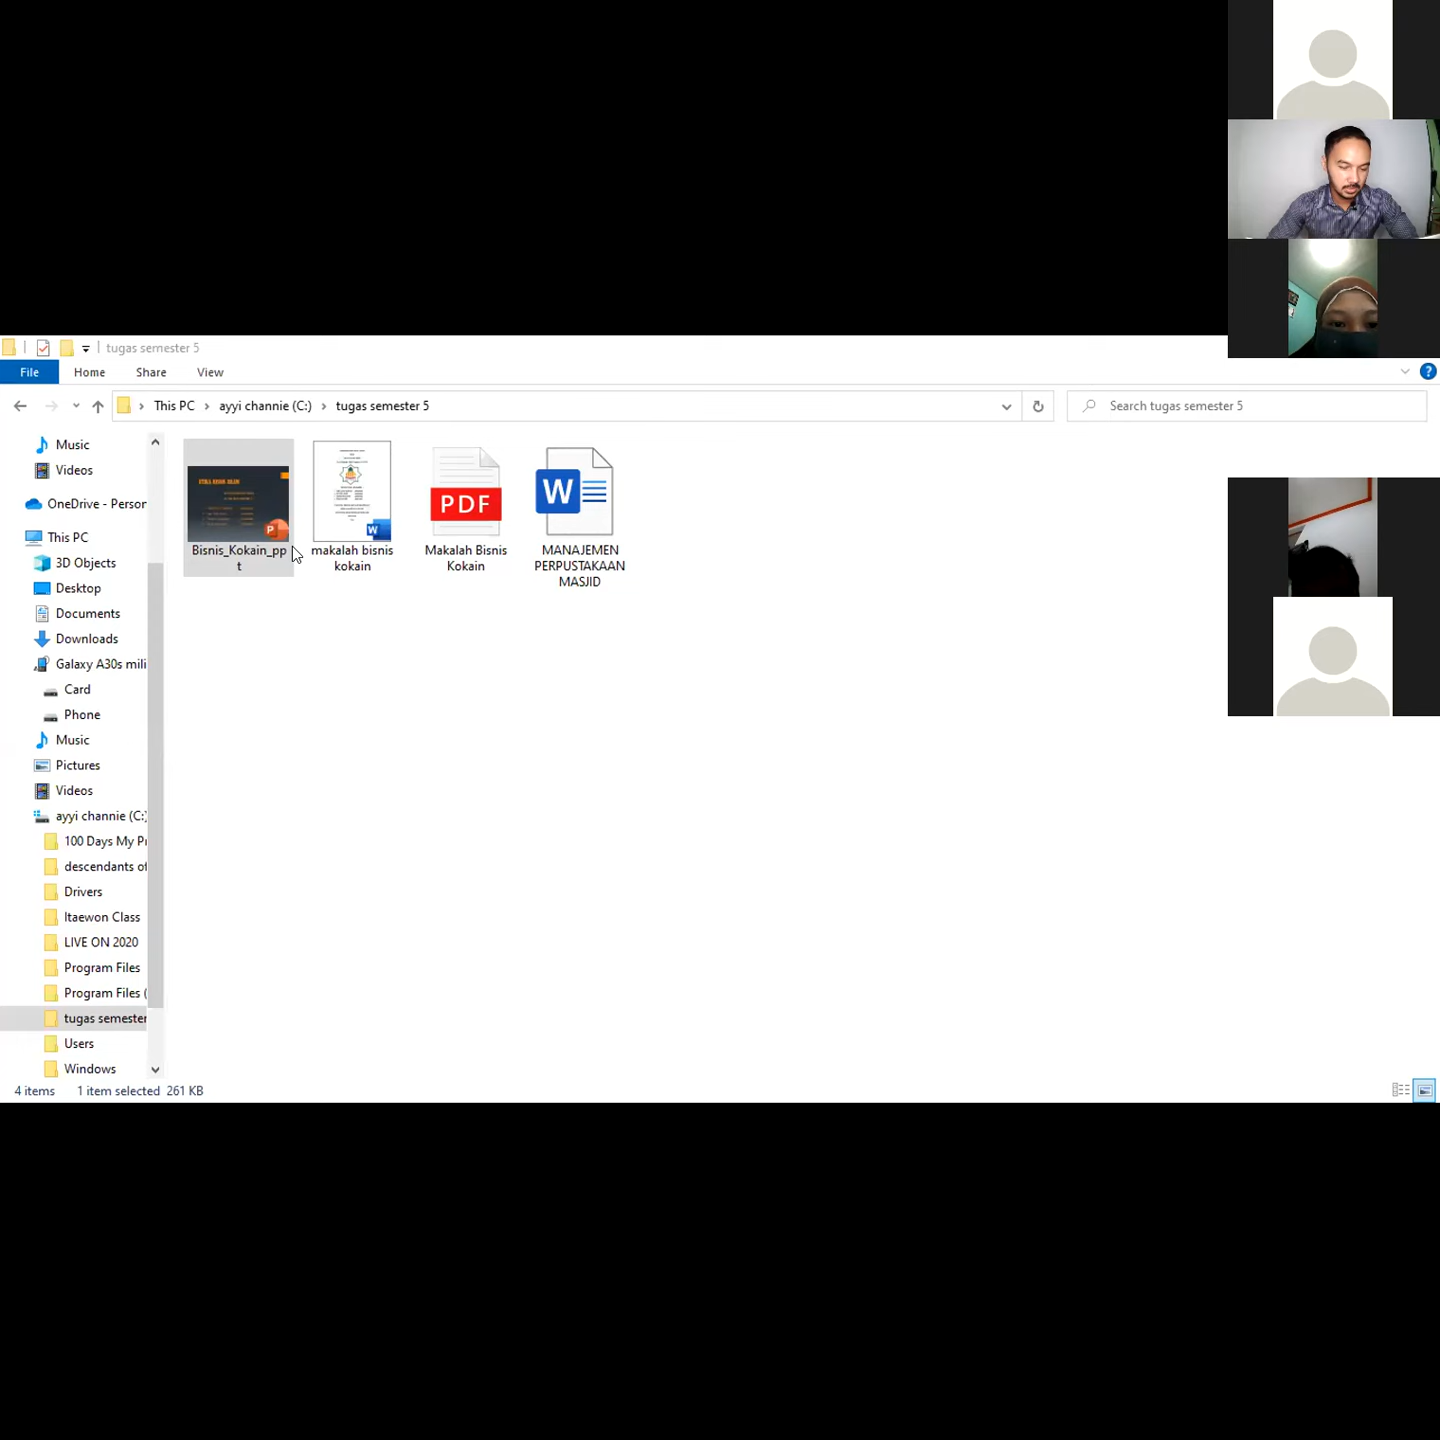 tugas semester 5
File Home Share View
This PC > ayyi channie (C:) > tugas semester 5
Search tugas semester 5
Music
Videos
OneDrive - Person
This PC
3D Objects
Desktop
Documents
Downloads
Galaxy A30s mili
Card
Phone
Music
Pictures
Videos
ayyi channie (C:)
100 Days My Pr
descendants of
Drivers
Itaewon Class
LIVE ON 2020
Program Files
Program Files (
tugas semester
Users
Windows
ETIKA BISNIS ISLAM
P
Bisnis_Kokain_pp
t
W
makalah bisnis
kokain
PDF
Makalah Bisnis
Kokain
W
MANAJEMEN
PERPUSTAKAAN
MASJID
4 items 1 item selected 261 KB